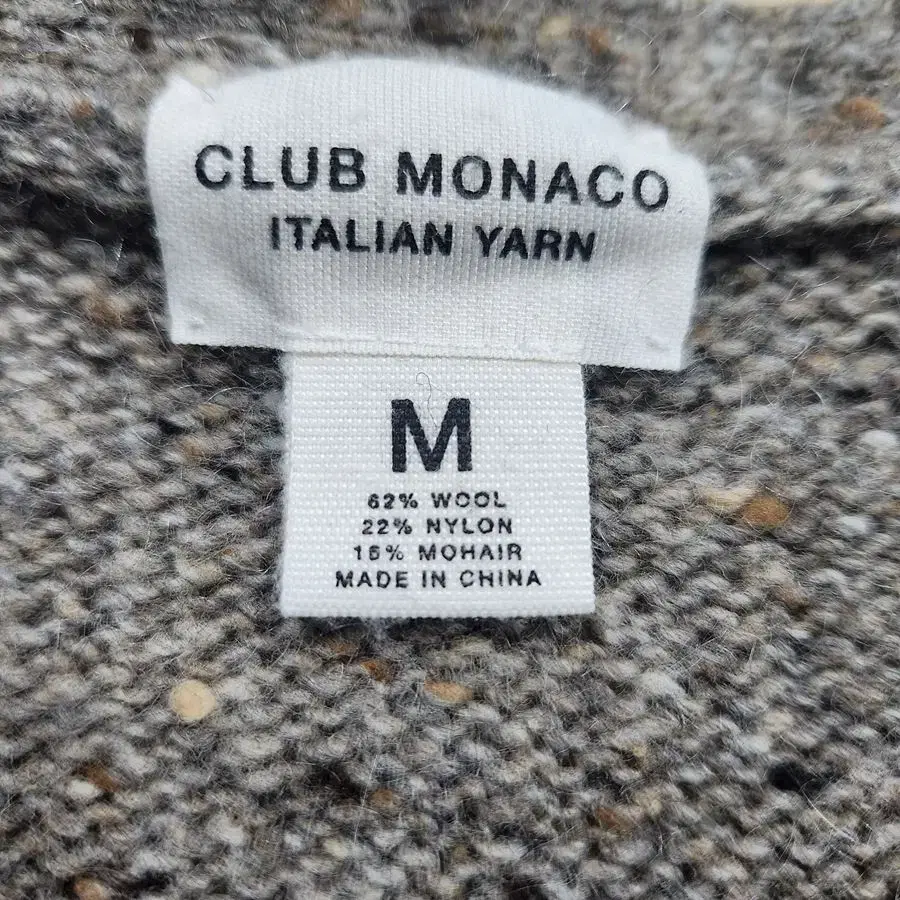 CLUB MONACO
ITALIAN YARN
M
62% WOOL
22% NYLON
16% MOHAIR
MADE IN CHINA